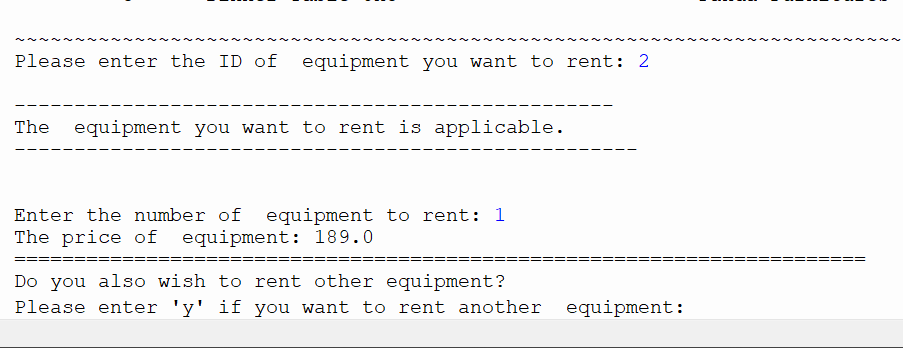 ~~~~~~~~~~~~~~~~~~~~~~~~~~~~~~~~~~~~~~~~~~~~~~~~~~~~~~~~~~~~~~~~~~~~~~~~~~
Please enter the ID of  equipment you want to rent: 2
--------------------------------------------------
The  equipment you want to rent is applicable.
----------------------------------------------------
Enter the number of  equipment to rent: 1
The price of  equipment: 189.0
=======================================================================
Do you also wish to rent other equipment?
Please enter 'y' if you want to rent another  equipment: